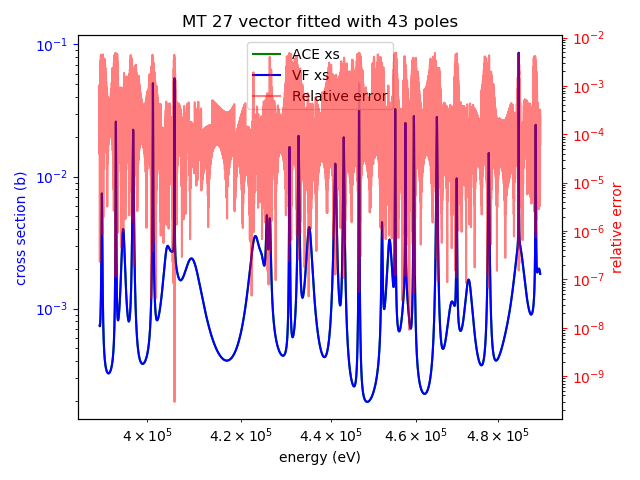 MT 27 vector fitted with 43 poles
ACE xs
VF xs
Relative error
cross section (b)
10⁻¹
10⁻²
10⁻³
relative error
10⁻²
10⁻³
10⁻⁴
10⁻⁵
10⁻⁶
10⁻⁷
10⁻⁸
10⁻⁹
4 × 10⁵ 4.2 × 10⁵ 4.4 × 10⁵ 4.6 × 10⁵ 4.8 × 10⁵
energy (eV)